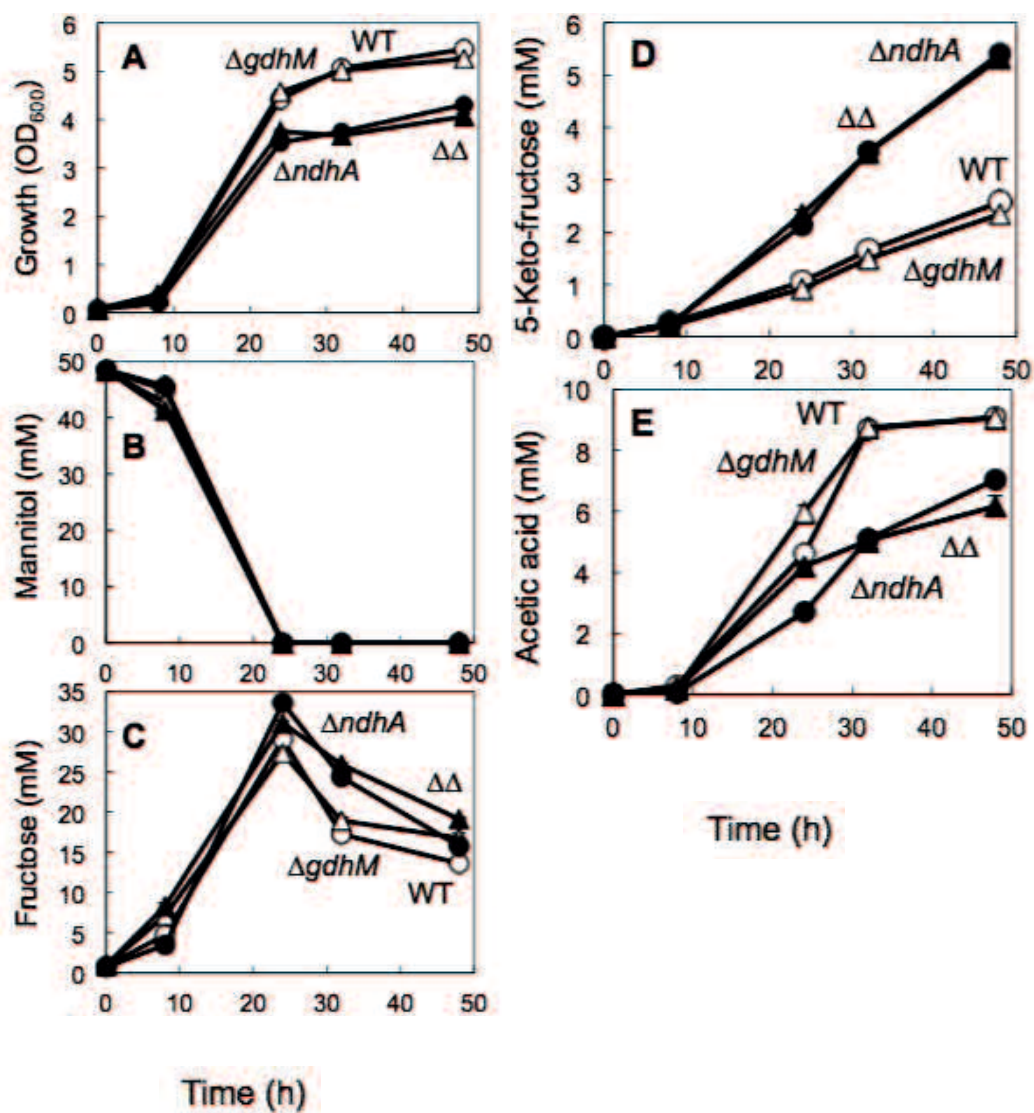 A
Growth (OD600)
6
5
4
3
2
1
0
0 10 20 30 40 50
ΔgdhM
WT
ΔndhA
ΔΔ
B
Mannitol (mM)
50
40
30
20
10
0
0 10 20 30 40 50
C
Fructose (mM)
35
30
25
20
15
10
5
0
0 10 20 30 40 50
ΔndhA
ΔΔ
ΔgdhM
WT
Time (h)
D
5-Keto-fructose (mM)
6
5
4
3
2
1
0
0 10 20 30 40 50
ΔndhA
ΔΔ
WT
ΔgdhM
E
Acetic acid (mM)
10
8
6
4
2
0
0 10 20 30 40 50
WT
ΔgdhM
ΔΔ
ΔndhA
Time (h)